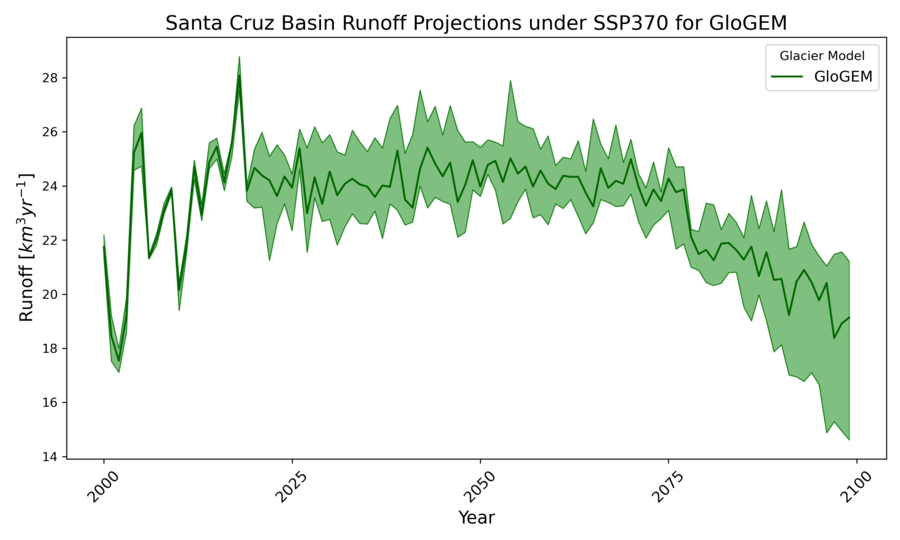 Santa Cruz Basin Runoff Projections under SSP370 for GloGEM
Glacier Model
GloGEM
Runoff [km³yr⁻¹]
28
26
24
22
20
18
16
14
2000
2025
2050
2075
2100
Year